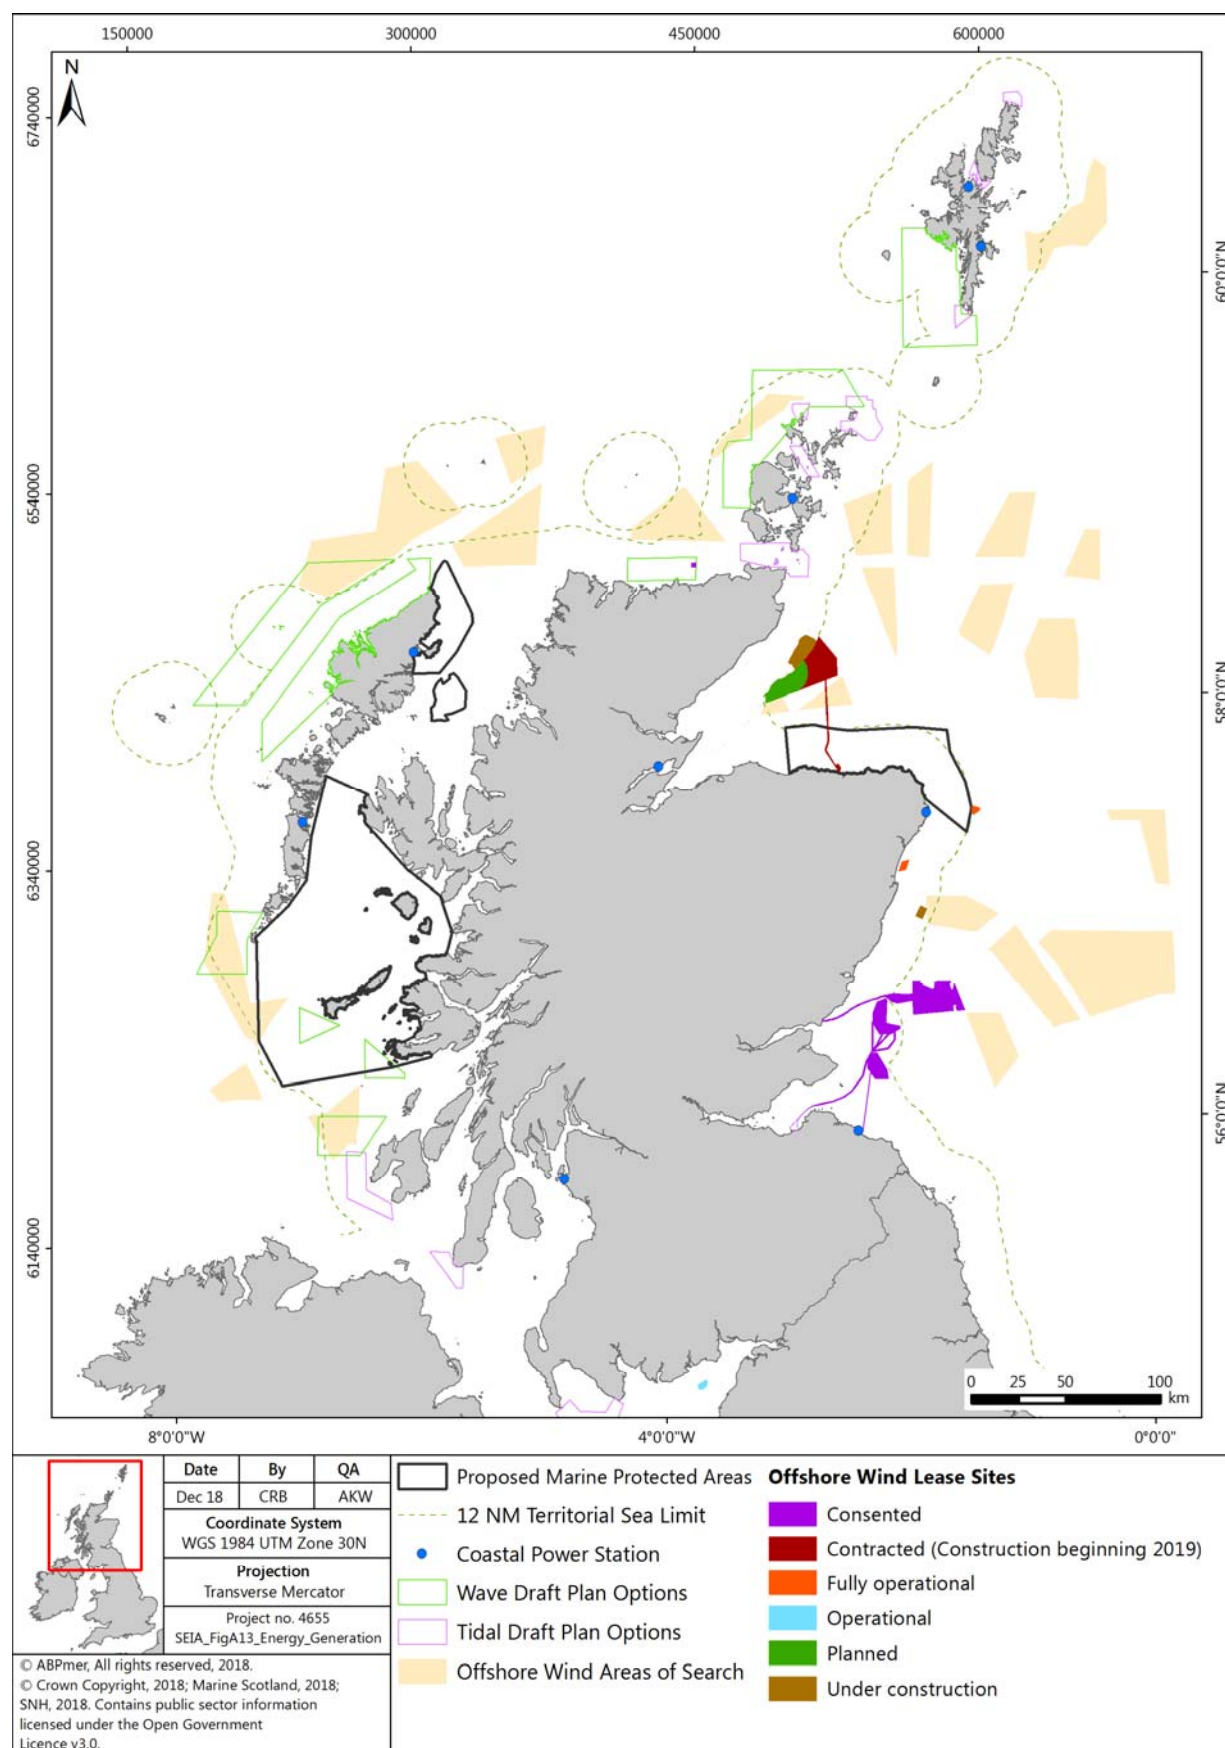 150000 300000 450000 600000
N
6740000
6540000
6340000
6140000
60°0'0"N
58°0'0"N
56°0'0"N
0 25 50 100
km
8°0'0"W 4°0'0"W 0°0'0"
Date By QA
Dec 18 CRB AKW
Coordinate System
WGS 1984 UTM Zone 30N
Projection
Transverse Mercator
Project no. 4655
SEIA_FigA13_Energy_Generation
© ABPmer, All rights reserved, 2018.
© Crown Copyright, 2018; Marine Scotland, 2018;
SNH, 2018. Contains public sector information
licensed under the Open Government
Licence v3.0.
Proposed Marine Protected Areas
12 NM Territorial Sea Limit
Coastal Power Station
Wave Draft Plan Options
Tidal Draft Plan Options
Offshore Wind Areas of Search
Offshore Wind Lease Sites
Consented
Contracted (Construction beginning 2019)
Fully operational
Operational
Planned
Under construction